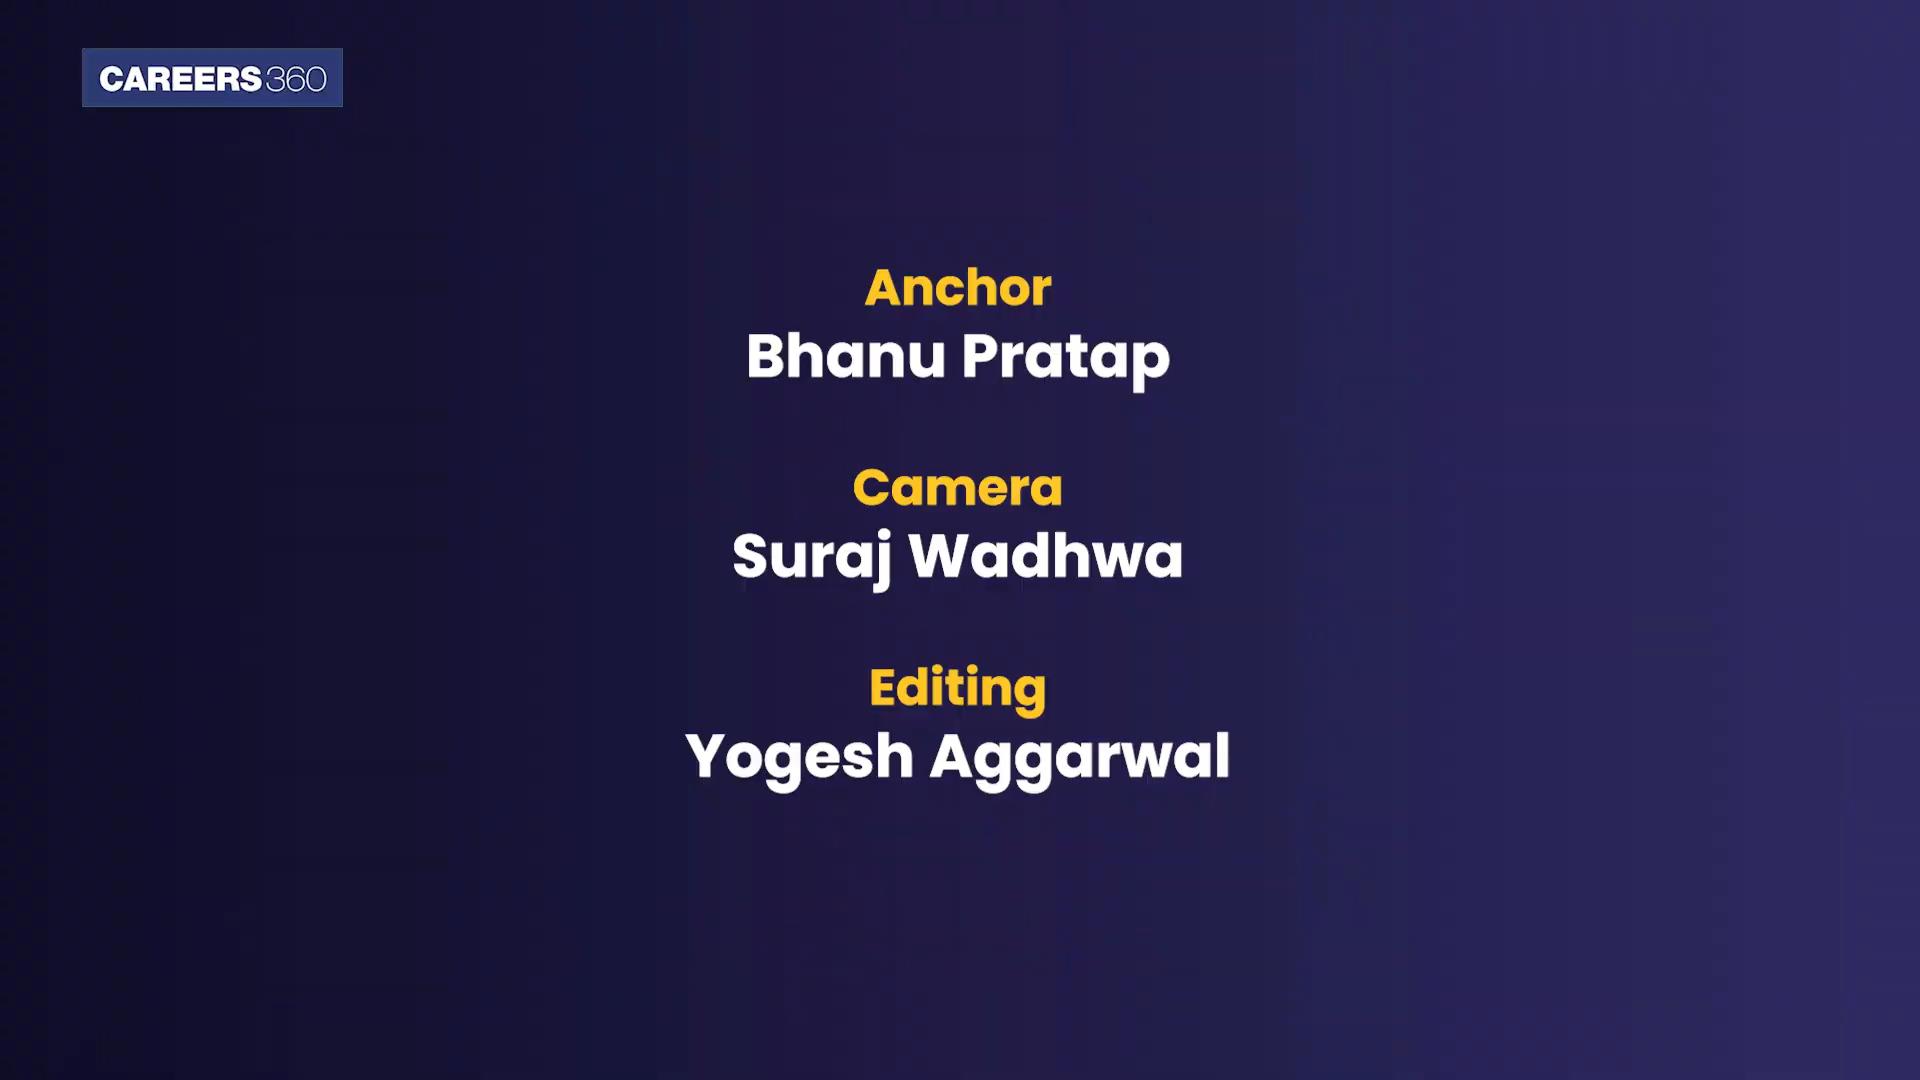 CAREERS360
Anchor
Bhanu Pratap
Camera
Suraj Wadhwa
Editing
Yogesh Aggarwal